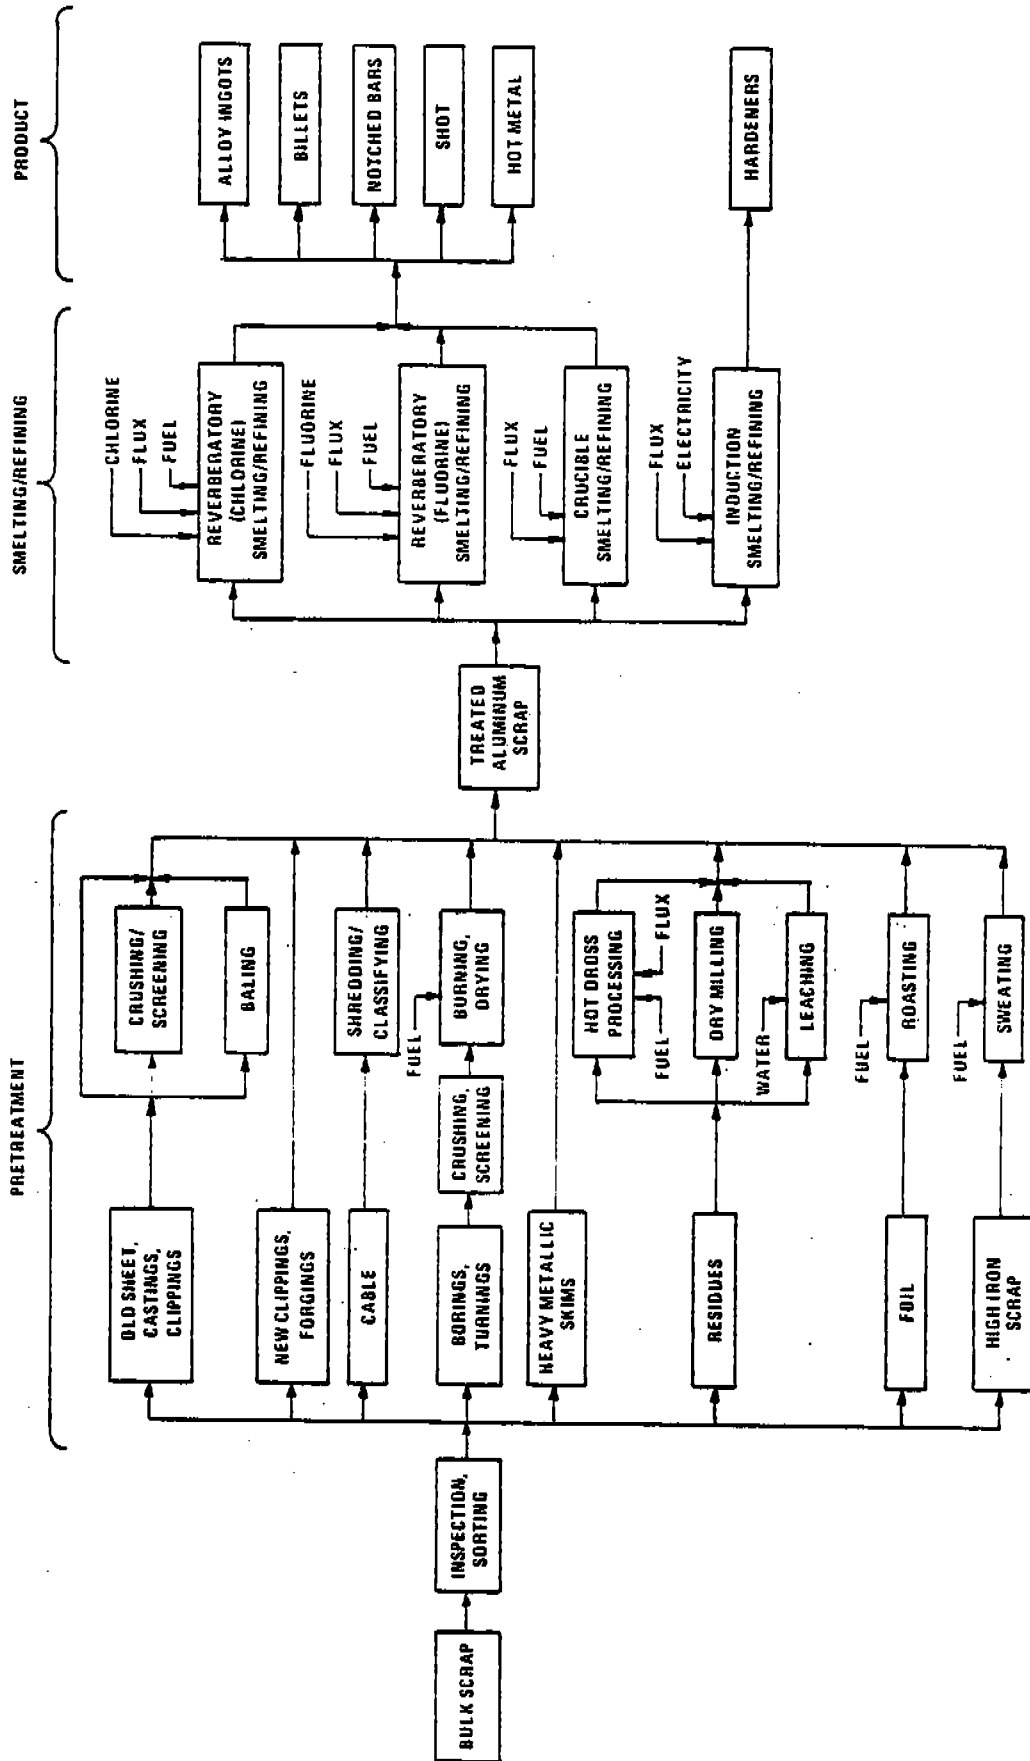 PRETREATMENT
SMELTING/REFINING
PRODUCT
BULK SCRAP
INSPECTION,
SORTING
OLD SHEET,
CASTINGS,
CLIPPINGS
NEW CLIPPINGS,
FORGINGS
CABLE
BORINGS,
TURNINGS
HEAVY METALLIC
SKIMS
RESIDUES
FOIL
HIGH IRON
SCRAP
CRUSHING/
SCREENING
BALING
SHREDDING/
CLASSIFYING
CRUSHING,
SCREENING
FUEL
BURNING,
DRYING
HOT DROSS
PROCESSING
FUEL
FLUX
DRY MILLING
WATER
LEACHING
FUEL
ROASTING
FUEL
SWEATING
TREATED
ALUMINUM
SCRAP
CHLORINE
FLUX
FUEL
REVERBERATORY
(CHLORINE)
SMELTING/REFINING
FLUORINE
FLUX
FUEL
REVERBERATORY
(FLUORINE)
SMELTING/REFINING
FLUX
FUEL
CRUCIBLE
SMELTING/REFINING
FLUX
ELECTRICITY
INDUCTION
SMELTING/REFINING
ALLOY INGOTS
BILLETS
NOTCHED BARS
SHOT
HOT METAL
HARDENERS